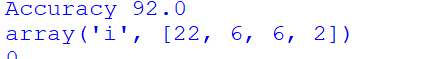 Accuracy 92.0
array('i', [22, 6, 6, 2])